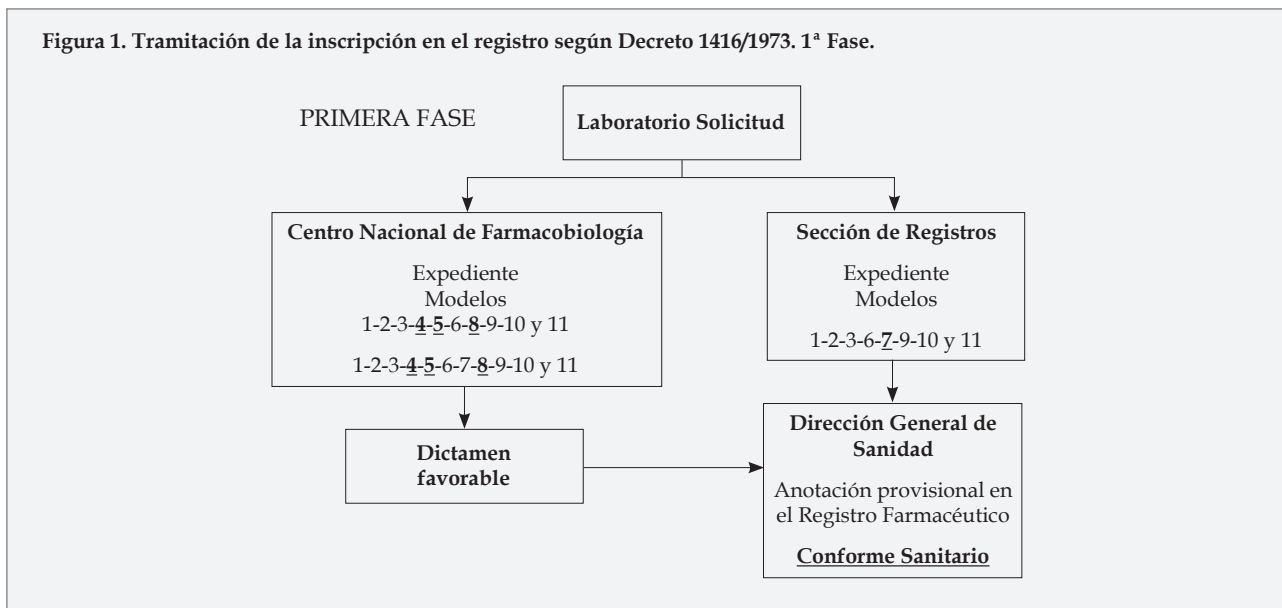 Figura 1. Tramitación de la inscripción en el registro según Decreto 1416/1973. 1ª Fase.
PRIMERA FASE
Laboratorio Solicitud
Centro Nacional de Farmacobiología
Expediente
Modelos
1-2-3-4-5-6-8-9-10 y 11
1-2-3-4-5-6-7-8-9-10 y 11
Sección de Registros
Expediente
Modelos
1-2-3-6-7-9-10 y 11
Dictamen
favorable
Dirección General de
Sanidad
Anotación provisional en
el Registro Farmacéutico
Conforme Sanitario